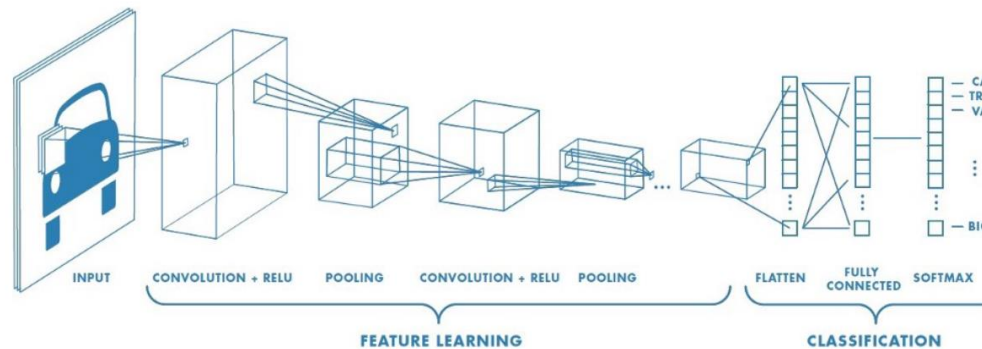 INPUT
CONVOLUTION + RELU
POOLING
CONVOLUTION + RELU
POOLING
FLATTEN
FULLY
CONNECTED
SOFTMAX
FEATURE LEARNING
CLASSIFICATION